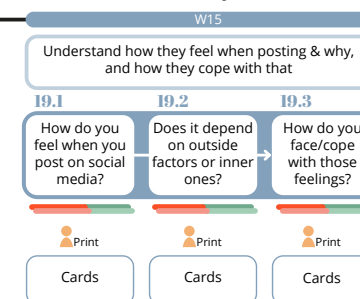 W15
Understand how they feel when posting & why,
and how they cope with that
19.1
19.2
19.3
How do you
feel when you
post on social
media?
Does it depend
on outside
factors or inner
ones?
How do you
face/cope
with those
feelings?
Print
Print
Print
Cards
Cards
Cards